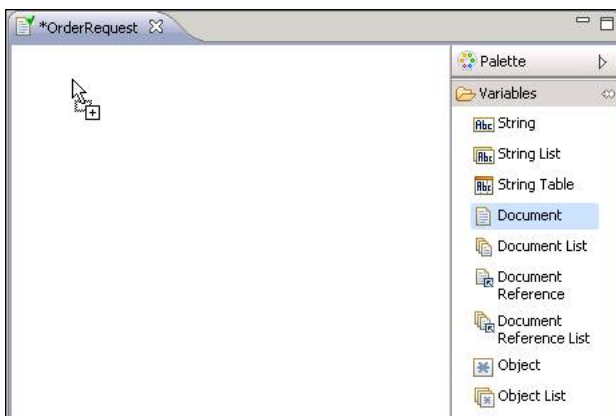 *OrderRequest
Palette
Variables
String
String List
String Table
Document
Document List
Document
Reference
Document
Reference List
Object
Object List